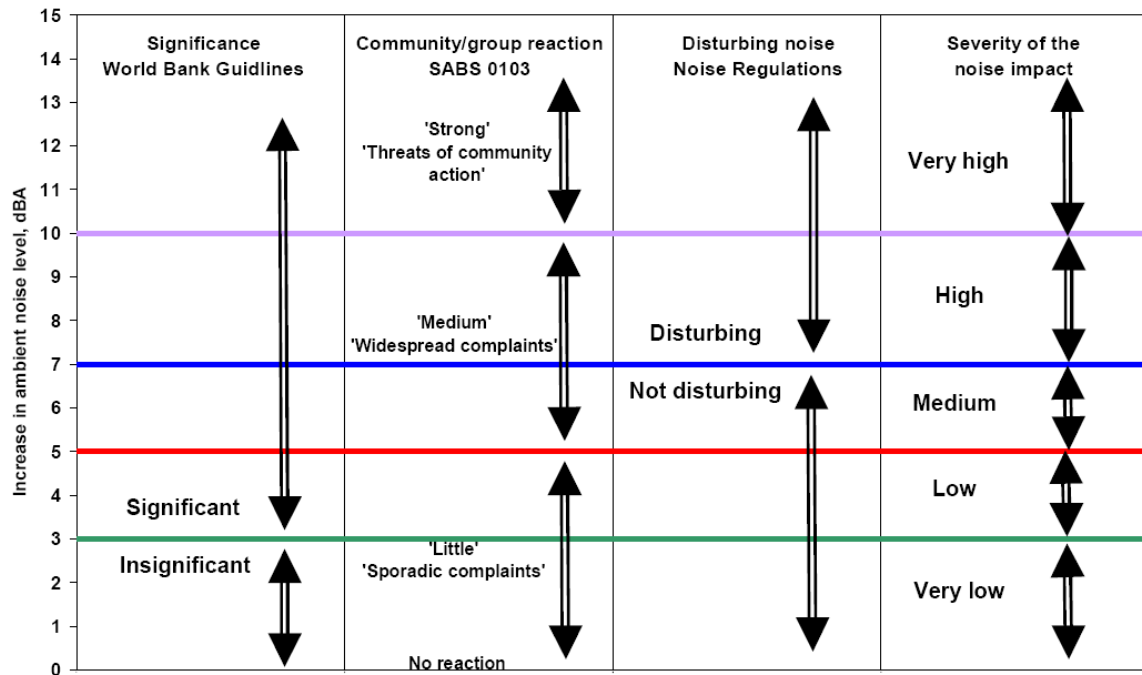 Increase in ambient noise level, dBA
15
14
13
12
11
10
9
8
7
6
5
4
3
2
1
0
Significance
World Bank Guidlines
Significant
Insignificant
Community/group reaction
SABS 0103
'Strong'
'Threats of community
action'
'Medium'
'Widespread complaints'
'Little'
'Sporadic complaints'
No reaction
Disturbing noise
Noise Regulations
Disturbing
Not disturbing
Severity of the
noise impact
Very high
High
Medium
Low
Very low